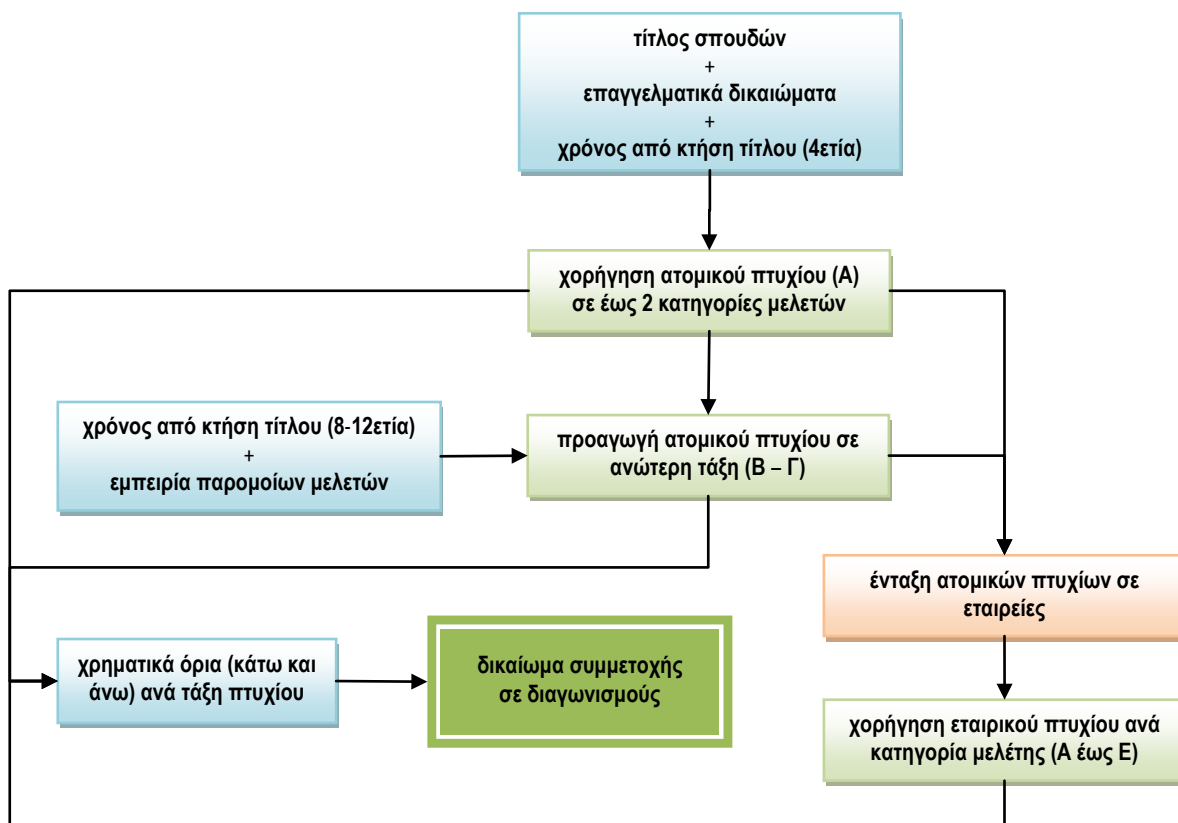 τίτλος σπουδών
+
επαγγελματικά δικαιώματα
+
χρόνος από κτήση τίτλου (4ετία)
χορήγηση ατομικού πτυχίου (Α)
σε έως 2 κατηγορίες μελετών
χρόνος από κτήση τίτλου (8-12ετία)
+
εμπειρία παρομοίων μελετών
προαγωγή ατομικού πτυχίου σε
ανώτερη τάξη (Β – Γ)
ένταξη ατομικών πτυχίων σε
εταιρείες
χρηματικά όρια (κάτω και
άνω) ανά τάξη πτυχίου
δικαίωμα συμμετοχής
σε διαγωνισμούς
χορήγηση εταιρικού πτυχίου ανά
κατηγορία μελέτης (Α έως Ε)